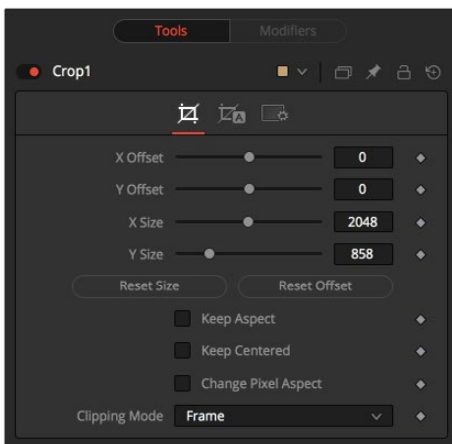 Tools Modifiers
Crop1
A
X Offset 0
Y Offset 0
X Size 2048
Y Size 858
Reset Size Reset Offset
Keep Aspect
Keep Centered
Change Pixel Aspect
Clipping Mode Frame